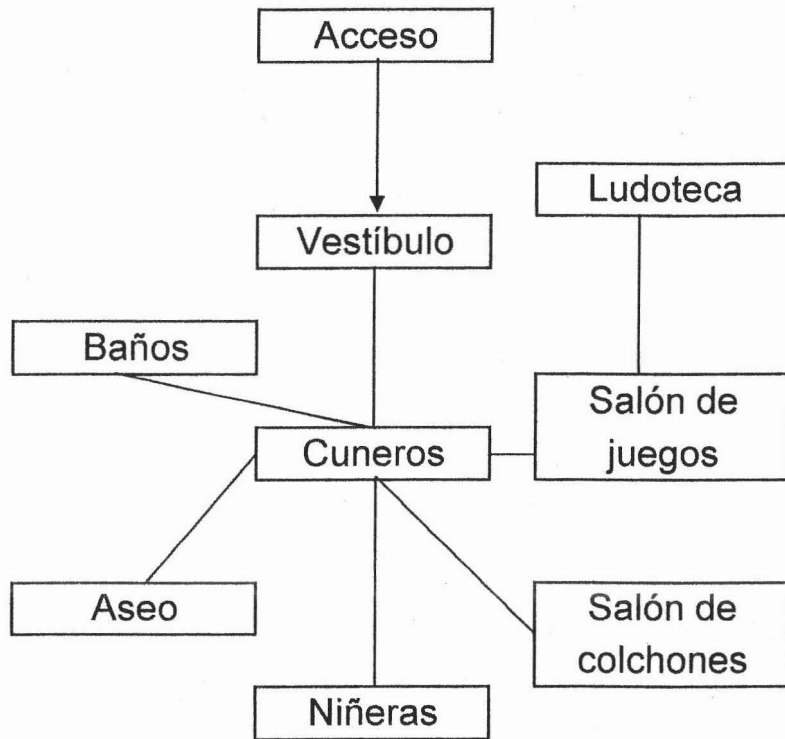 Acceso
Ludoteca
Vestíbulo
Baños
Salón de
juegos
Cuneros
Aseo
Salón de
colchones
Niñeras